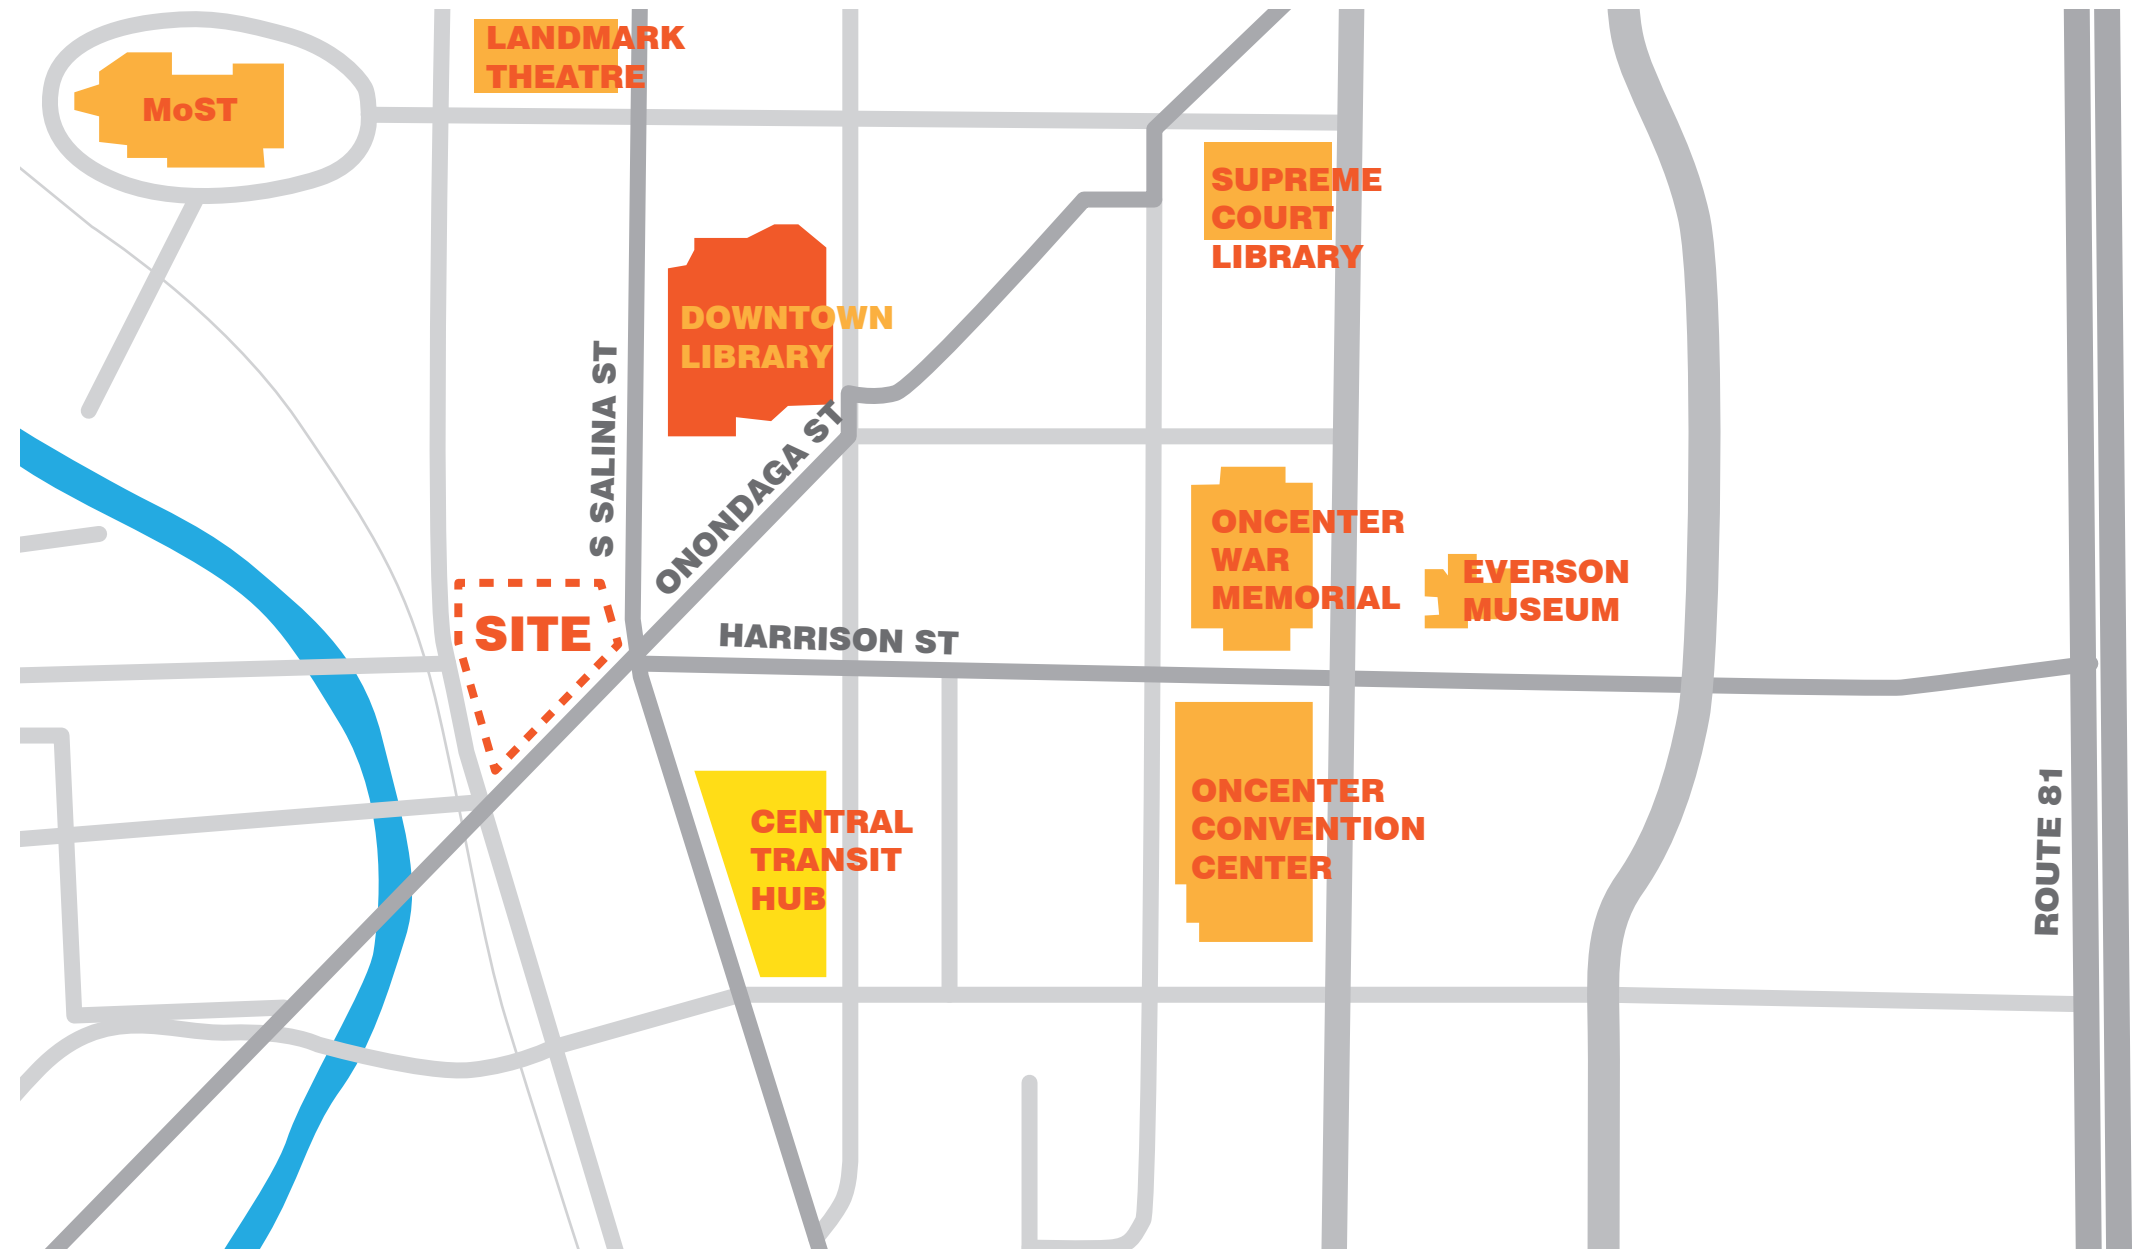 LANDMARK
THEATRE
MoST
SUPREME
COURT
LIBRARY
DOWNTOWN
LIBRARY
S SALINA ST
ONONDAGA ST
ONCENTER
WAR
MEMORIAL
EVERSON
MUSEUM
SITE
HARRISON ST
CENTRAL
TRANSIT
HUB
ONCENTER
CONVENTION
CENTER
ROUTE 81